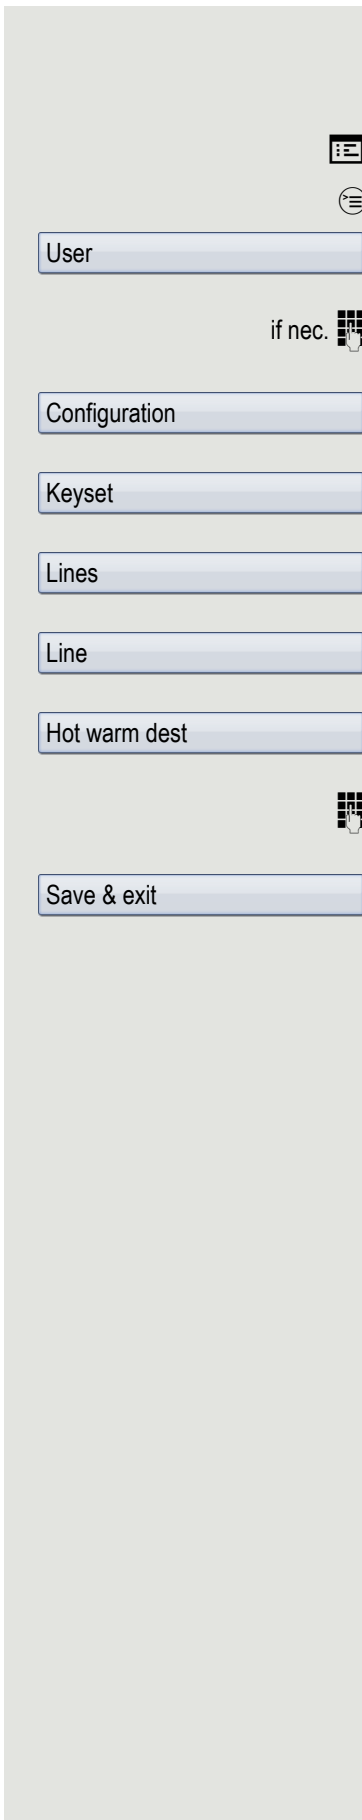 User
if nec.
Configuration
Keyset
Lines
Line
Hot warm dest
Save & exit